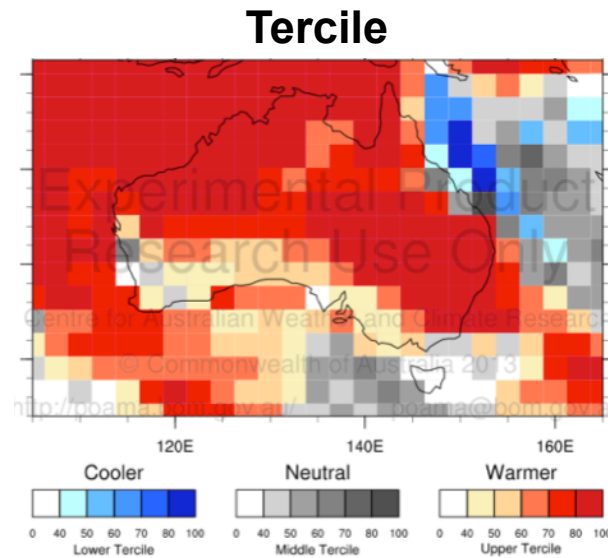 Tercile
Experimental Product
Research Use Only
Centre for Australian Weather and Climate Research
© Commonwealth of Australia 2013
http://poama.bom.gov.au/ poama@bom.gov.a
120E 140E 160E
Cooler Neutral Warmer
0 40 50 60 70 80 100 0 40 50 60 70 80 100 0 40 50 60 70 80 100
Lower Tercile Middle Tercile Upper Tercile